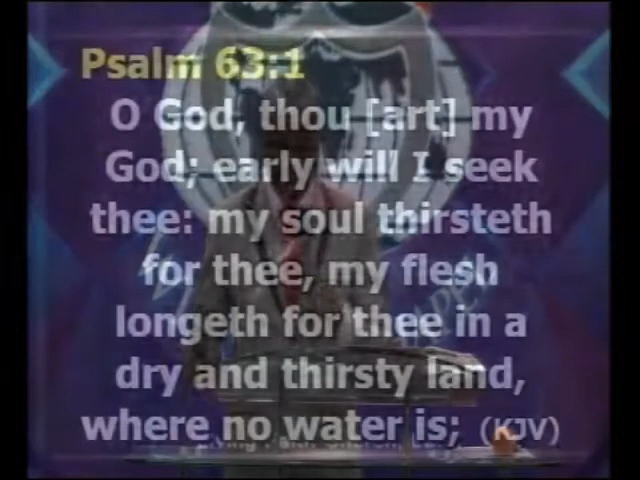 Psalm 63:1
O God, thou [art] my
God; early will I seek
thee: my soul thirsteth
for thee, my flesh
longeth for thee in a
dry and thirsty land,
where no water is; (KJV)